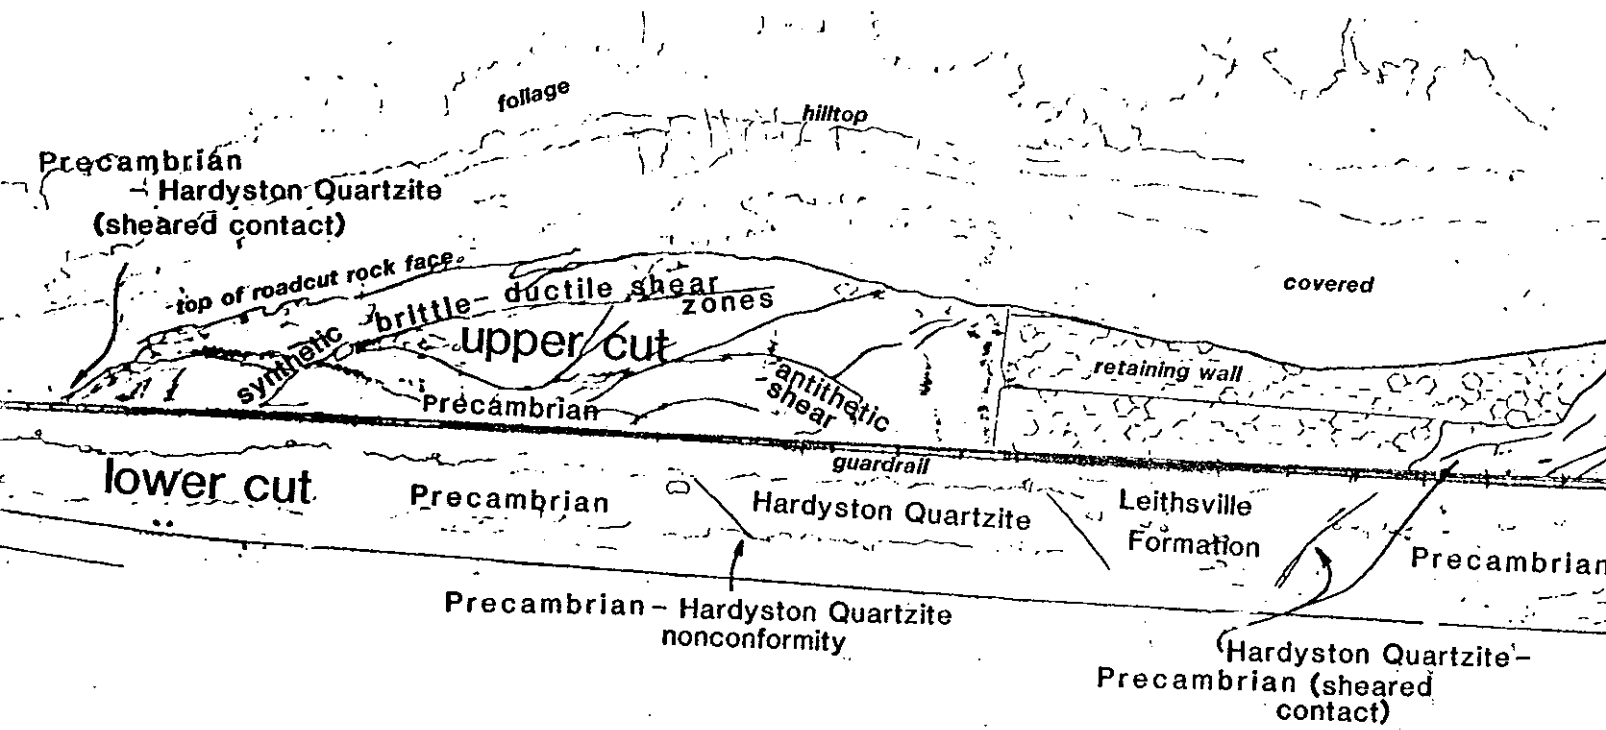 foliage
hilltop
Precambrian
- Hardyston Quartzite
(sheared contact)
top of roadcut rock face
covered
brittle- ductile shear
zones
synthetic
upper cut
retaining wall
antithetic
shear
Precambrian
guardrail
lower cut
Precambrian
Hardyston Quartzite
Leithsville
Formation
Precambrian
Precambrian - Hardyston Quartzite
nonconformity
Hardyston Quartzite -
Precambrian (sheared
contact)